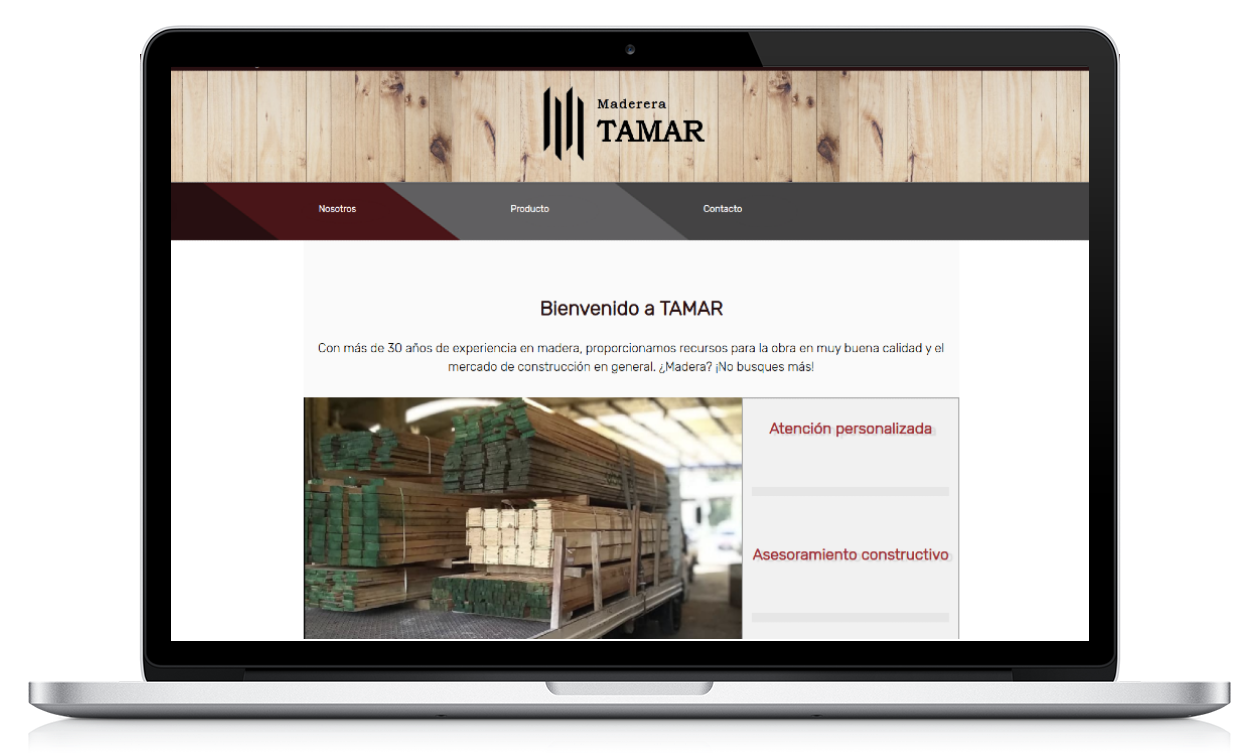 Maderera
TAMAR
Nosotros
Producto
Contacto
Bienvenido a TAMAR
Con más de 30 años de experiencia en madera, proporcionamos recursos para la obra en muy buena calidad y el
mercado de construcción en general. ¿Madera? ¡No busques más!
Atención personalizada
Asesoramiento constructivo